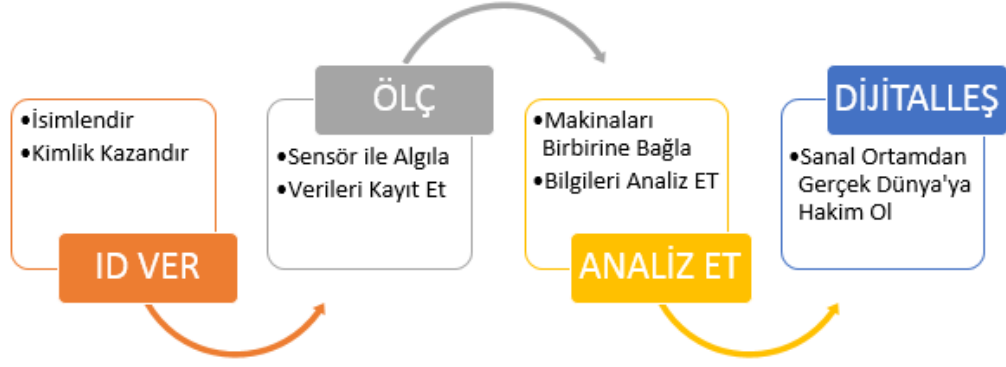 •İsimlendir
•Kimlik Kazandır
ID VER
ÖLÇ
•Sensör ile Algıla
•Verileri Kayıt Et
•Makinaları
Birbirine Bağla
•Bilgileri Analiz ET
ANALİZ ET
DİJİTALLEŞ
•Sanal Ortamdan
Gerçek Dünya'ya
Hakim Ol